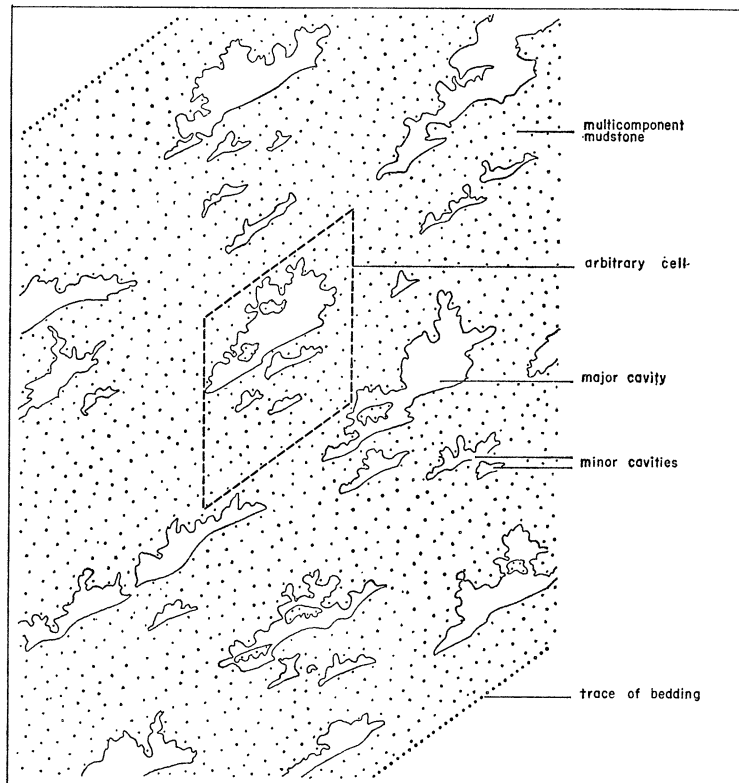 multicomponent
mudstone
arbitrary cell
major cavity
minor cavities
trace of bedding